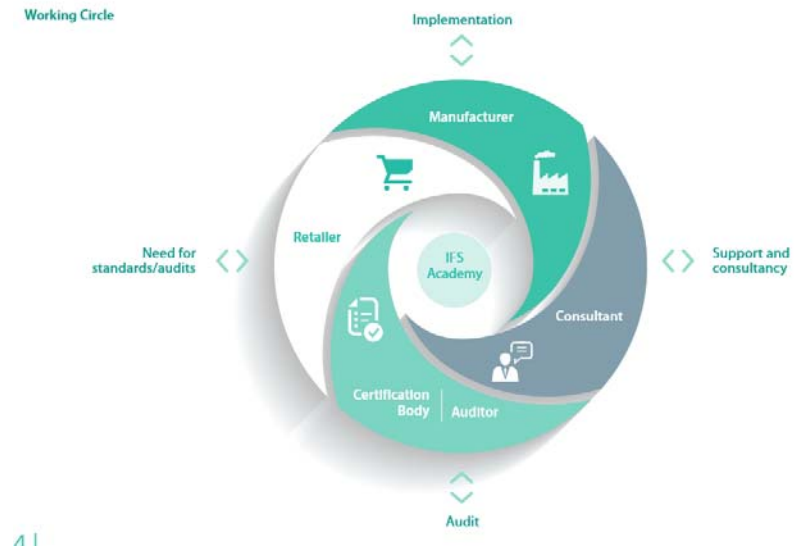 Working Circle
Implementation
Manufacturer
Retailer
Need for
standards/audits
IFS
Academy
Support and
consultancy
Consultant
Certification
Body
Auditor
Audit
4